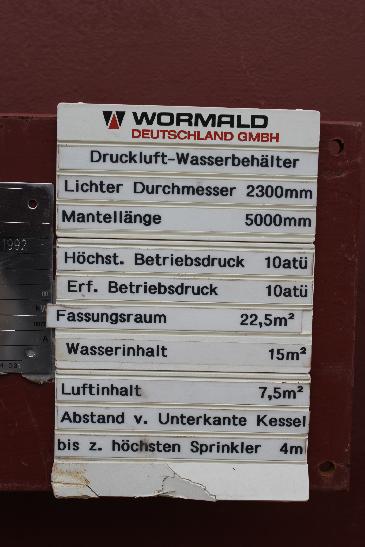 WORMALD
DEUTSCHLAND GMBH
Druckluft-Wasserbehälter
Lichter Durchmesser 2300mm
Mantellänge 5000mm
Höchst. Betriebsdruck 10atü
Erf. Betriebsdruck 10atü
Fassungsraum 22,5m²
Wasserinhalt 15m²
Luftinhalt 7,5m²
Abstand v. Unterkante Kessel
bis z. höchsten Sprinkler 4m
1992